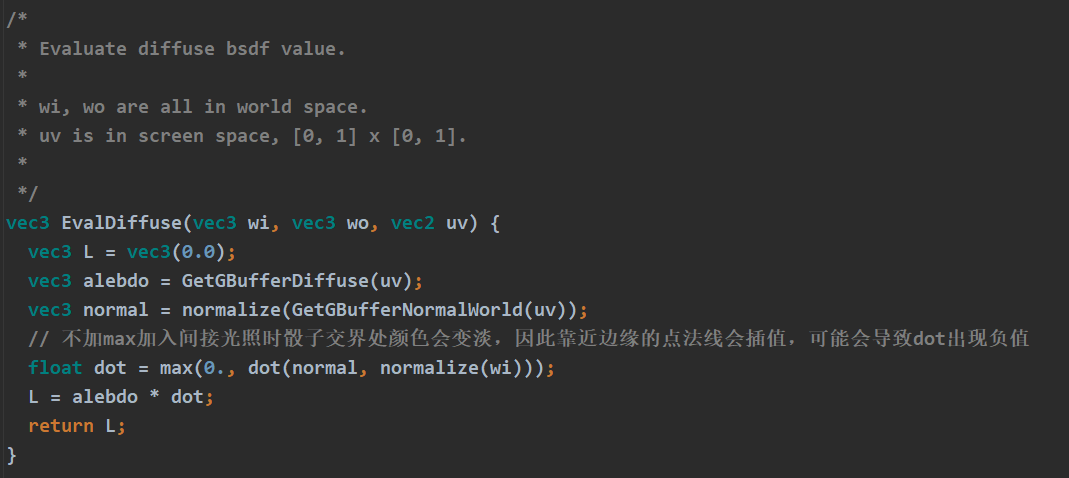 /*
 * Evaluate diffuse bsdf value.
 *
 * wi, wo are all in world space.
 * uv is in screen space, [0, 1] x [0, 1].
 *
 */
vec3 EvalDiffuse(vec3 wi, vec3 wo, vec2 uv) {
  vec3 L = vec3(0.0);
  vec3 alebdo = GetGBufferDiffuse(uv);
  vec3 normal = normalize(GetGBufferNormalWorld(uv));
  // 不加max加入间接光照时骰子交界处颜色会变淡，因此靠近边缘的点法线会插值，可能会导致dot出现负值
  float dot = max(0., dot(normal, normalize(wi)));
  L = alebdo * dot;
  return L;
}